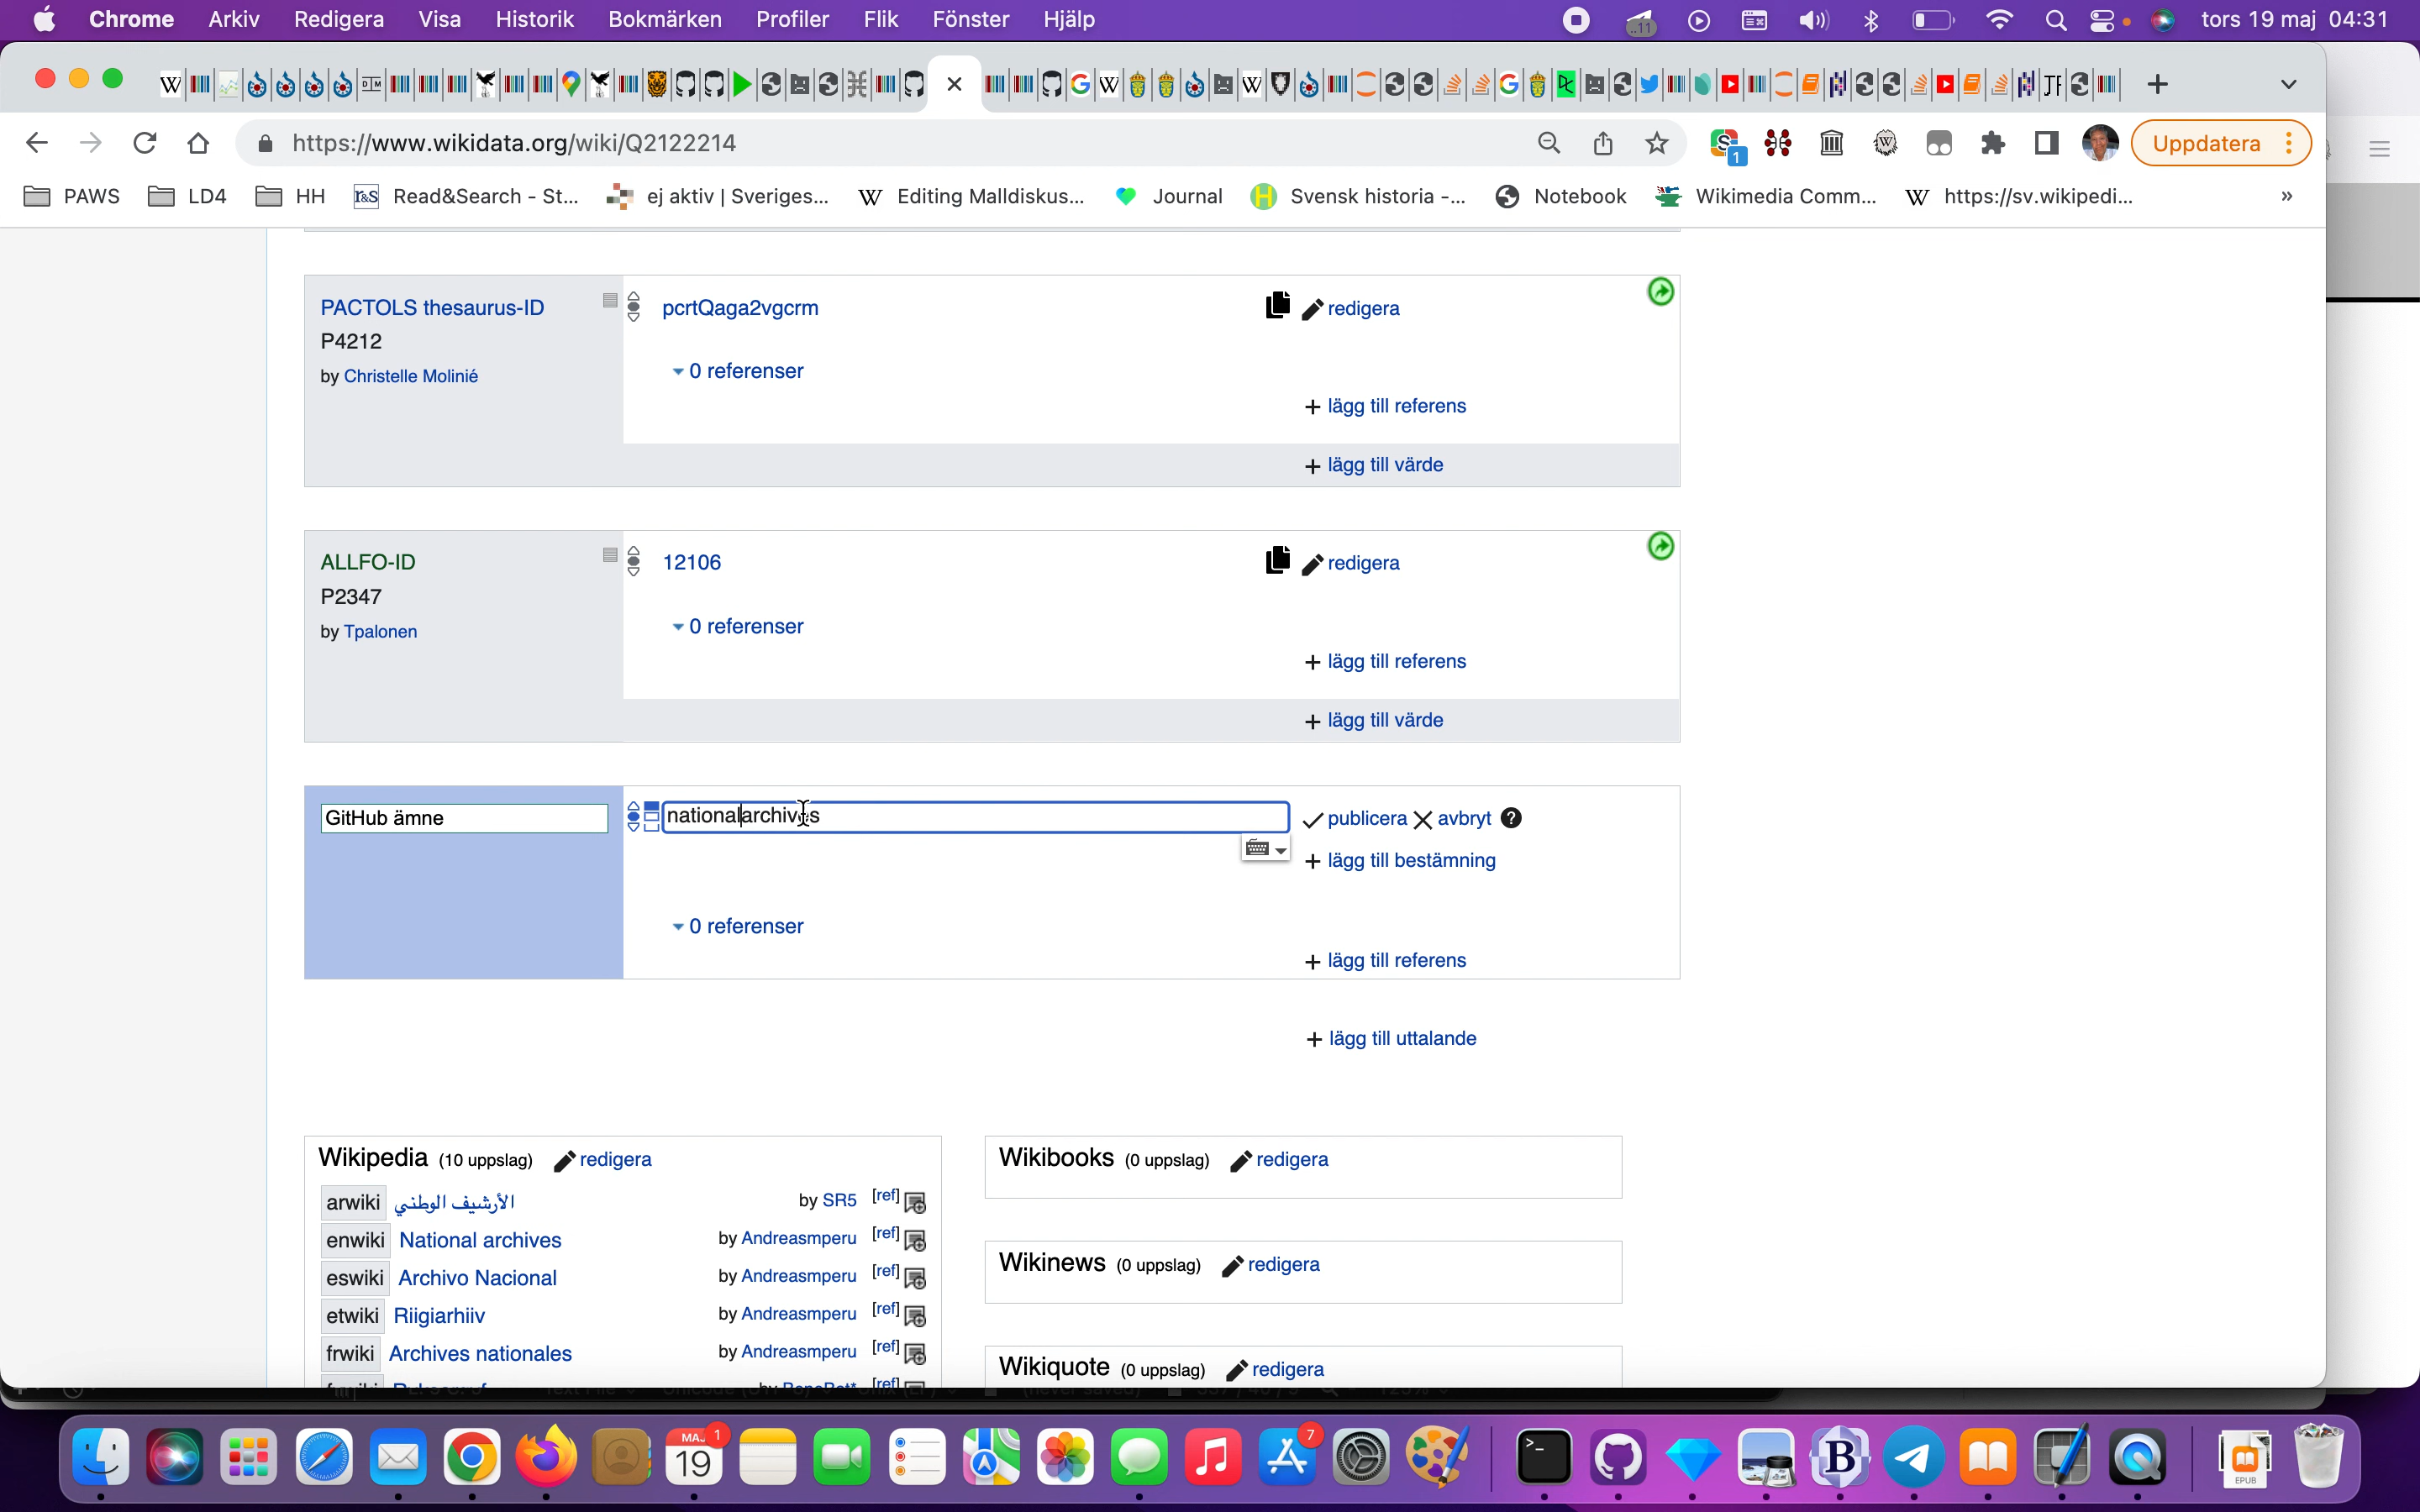 Chrome Arkiv Redigera Visa Historik Bokmärken Profiler Flik Fönster Hjälp
..11
tors 19 maj 04:31
https://www.wikidata.org/wiki/Q2122214
1
Uppdatera
PAWS LD4 HH Read&Search - St... ej aktiv | Sveriges... Editing Malldiskus... Journal Svensk historia -... Notebook Wikimedia Comm... https://sv.wikipedi... »
PACTOLS thesaurus-ID
P4212
by Christelle Molinié
pcrtQaga2vgcrm
redigera
0 referenser
+ lägg till referens
+ lägg till värde
ALLFO-ID
P2347
by Tpalonen
12106
redigera
0 referenser
+ lägg till referens
+ lägg till värde
GitHub ämne
nationalarchives
publicera avbryt ?
+ lägg till bestämning
0 referenser
+ lägg till referens
+ lägg till uttalande
Wikipedia (10 uppslag) redigera
arwiki الأرشيف الوطني by SR5 [ref]
enwiki National archives by Andreasmperu [ref]
eswiki Archivo Nacional by Andreasmperu [ref]
etwiki Riigiarhiiv by Andreasmperu [ref]
frwiki Archives nationales by Andreasmperu [ref]
[ref]
Wikibooks (0 uppslag) redigera
Wikinews (0 uppslag) redigera
Wikiquote (0 uppslag) redigera
MAJ 1
19
7
EPUB